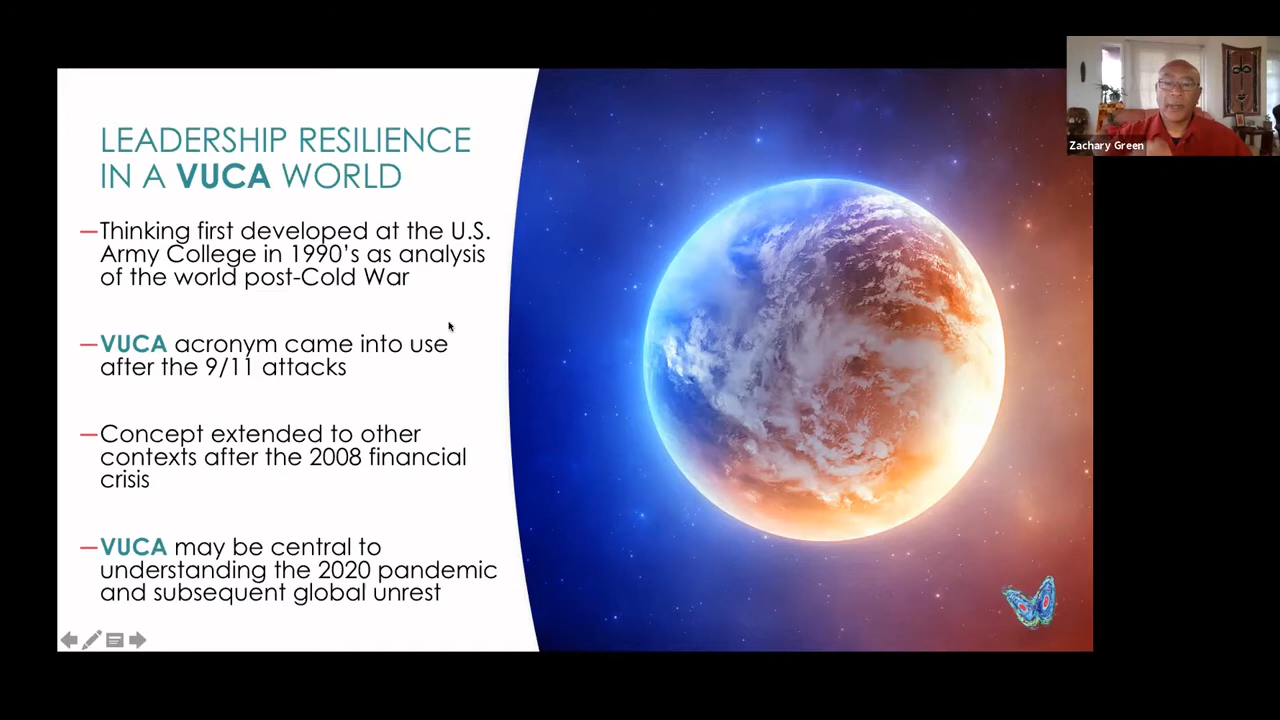 LEADERSHIP RESILIENCE
IN A VUCA WORLD
—Thinking first developed at the U.S.
Army College in 1990's as analysis
of the world post-Cold War
—VUCA acronym came into use
after the 9/11 attacks
—Concept extended to other
contexts after the 2008 financial
crisis
—VUCA may be central to
understanding the 2020 pandemic
and subsequent global unrest
Zachary Green